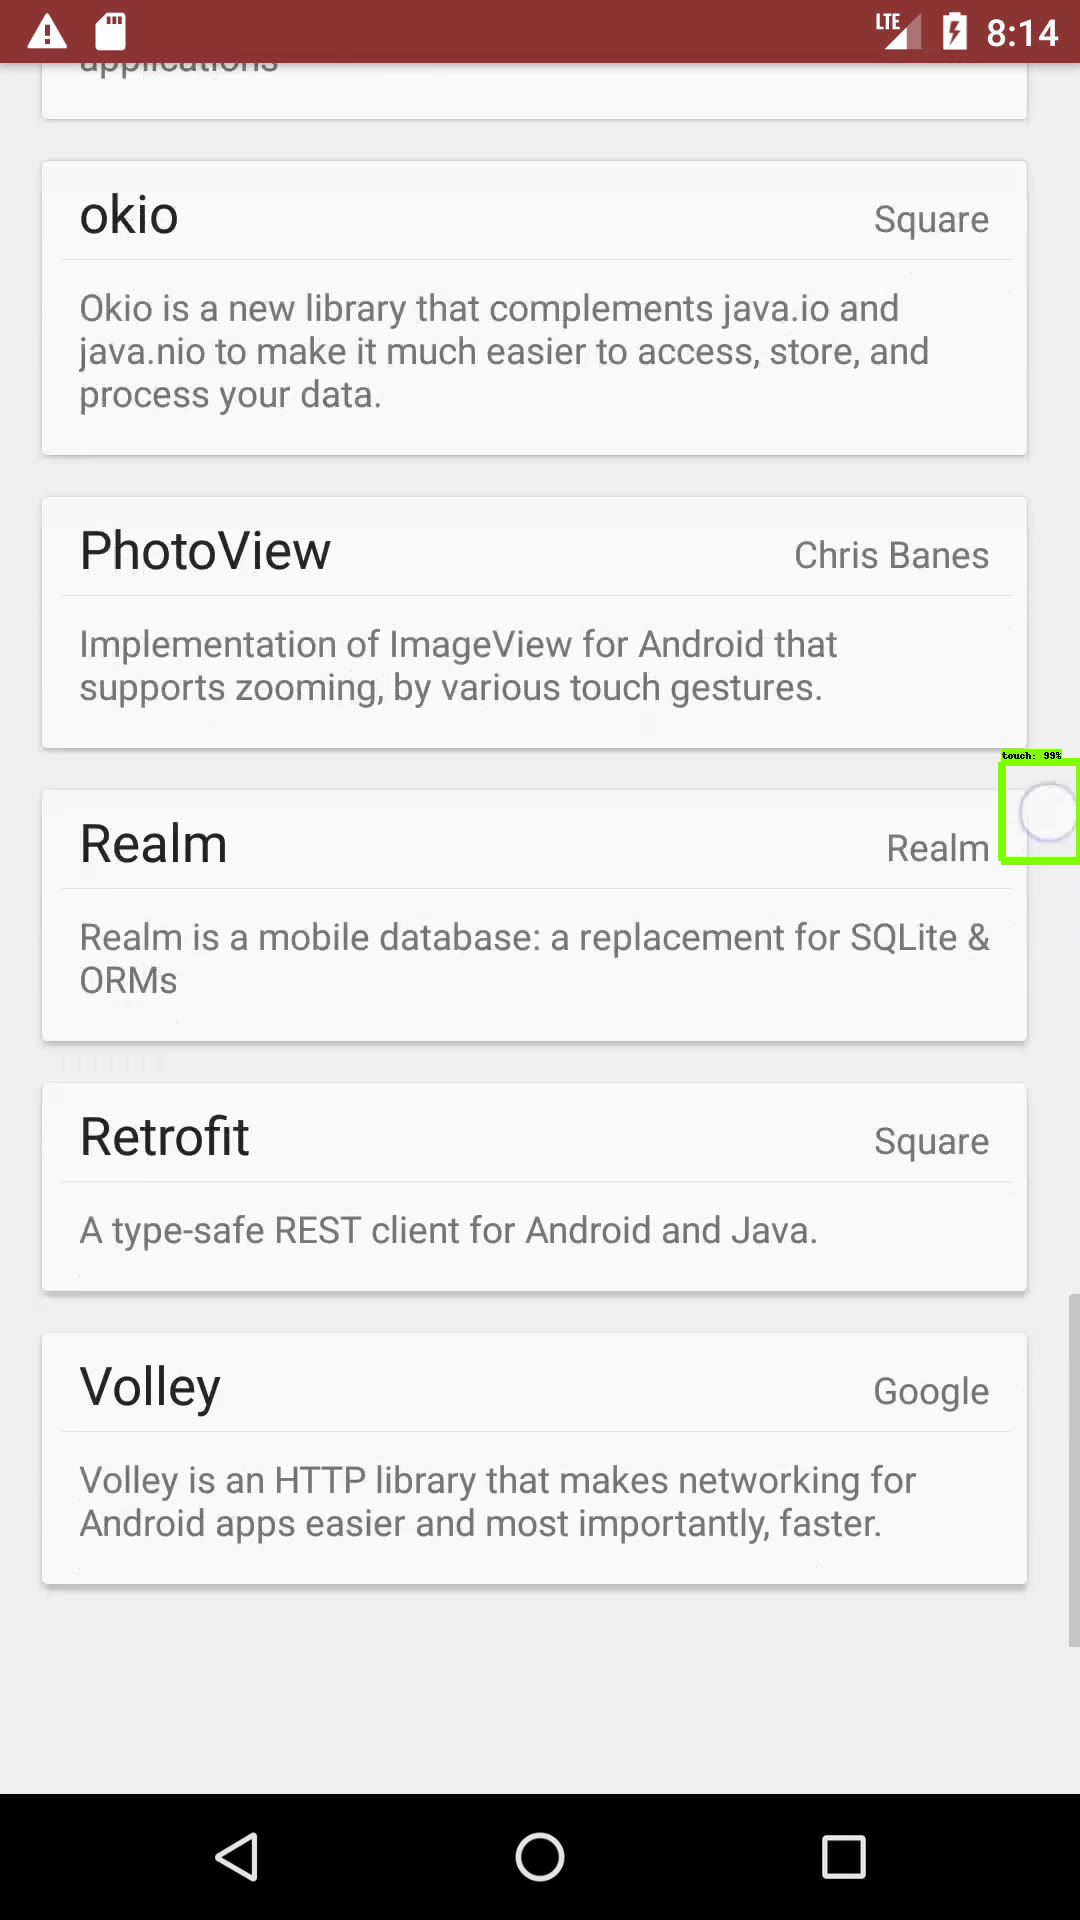 LTE
8:14
applications
okio
Square
Okio is a new library that complements java.io and
java.nio to make it much easier to access, store, and
process your data.
PhotoView
Chris Banes
Implementation of ImageView for Android that
supports zooming, by various touch gestures.
touch: 99%
Realm
Realm
Realm is a mobile database: a replacement for SQLite &
ORMs
Retrofit
Square
A type-safe REST client for Android and Java.
Volley
Google
Volley is an HTTP library that makes networking for
Android apps easier and most importantly, faster.